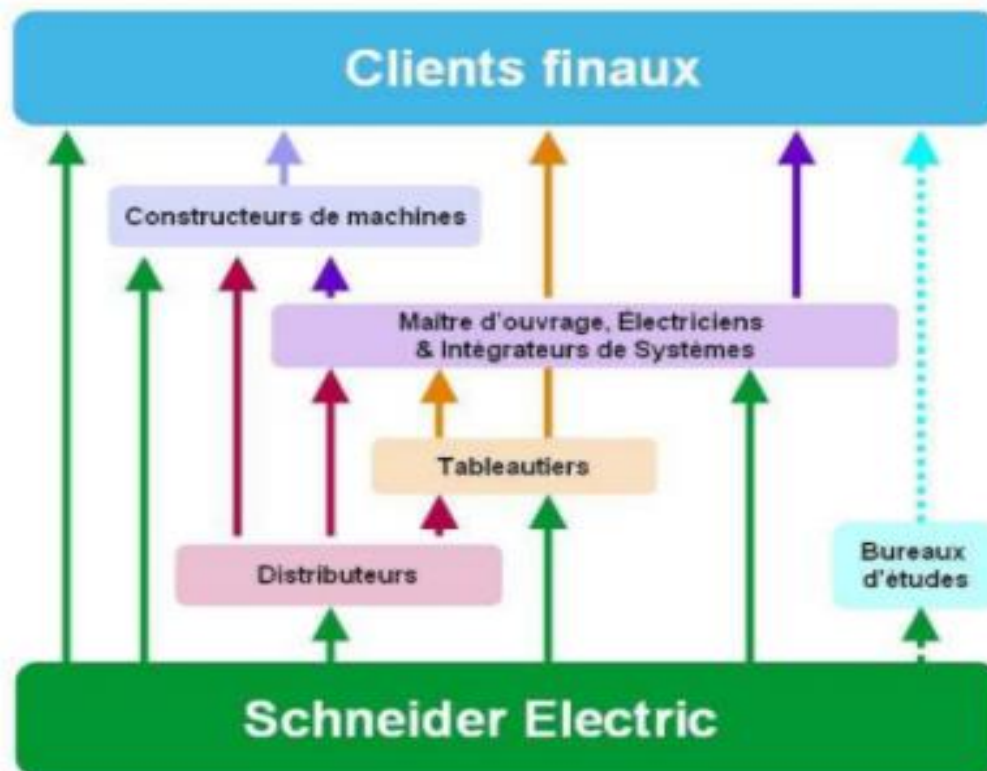 Clients finaux
Constructeurs de machines
Maître d'ouvrage, Électriciens
& Intégrateurs de Systèmes
Tableautiers
Distributeurs
Bureaux
d'études
Schneider Electric